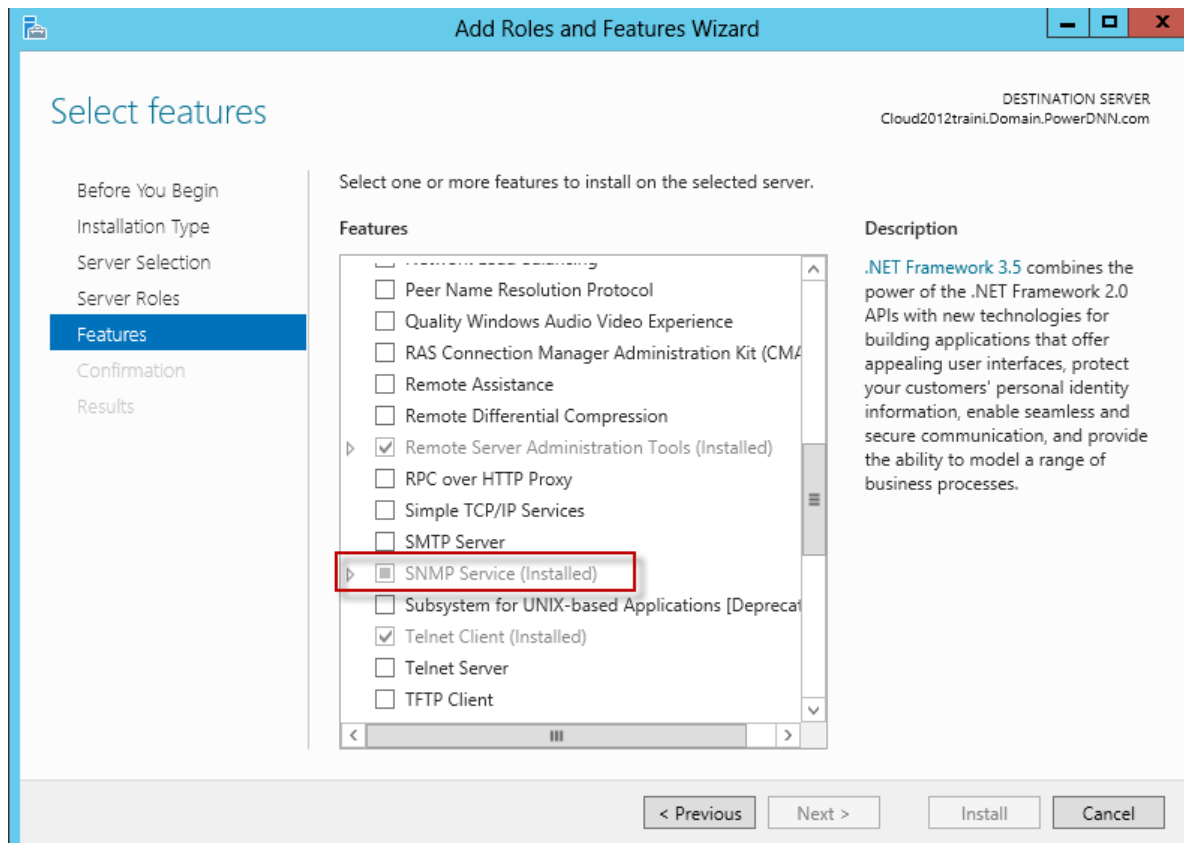 Add Roles and Features Wizard
Select features
DESTINATION SERVER
Cloud2012traini.Domain.PowerDNN.com
Before You Begin
Installation Type
Server Selection
Server Roles
Features
Confirmation
Results
Select one or more features to install on the selected server.
Features
Peer Name Resolution Protocol
Quality Windows Audio Video Experience
RAS Connection Manager Administration Kit (CMA
Remote Assistance
Remote Differential Compression
Remote Server Administration Tools (Installed)
RPC over HTTP Proxy
Simple TCP/IP Services
SMTP Server
SNMP Service (Installed)
Subsystem for UNIX-based Applications [Deprecat
Telnet Client (Installed)
Telnet Server
TFTP Client
Description
.NET Framework 3.5 combines the
power of the .NET Framework 2.0
APIs with new technologies for
building applications that offer
appealing user interfaces, protect
your customers' personal identity
information, enable seamless and
secure communication, and provide
the ability to model a range of
business processes.
< Previous
Next >
Install
Cancel